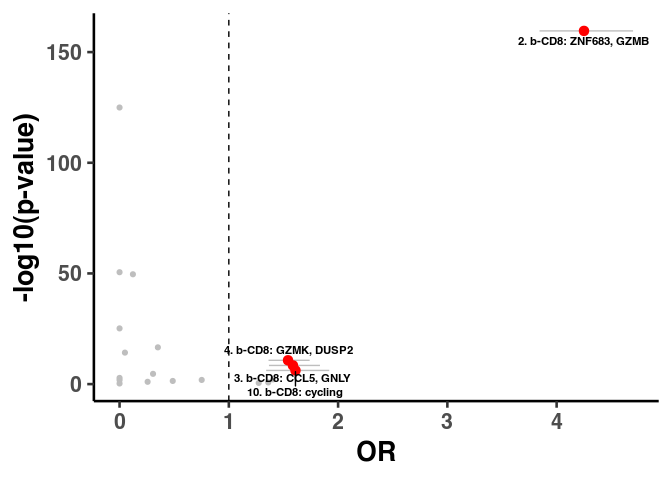 150
100
50
0
-log10(p-value)
2. b-CD8: ZNF683, GZMB
4. b-CD8: GZMK, DUSP2
3. b-CD8: CCL5, GNLY
10. b-CD8: cycling
0 1 2 3 4
OR